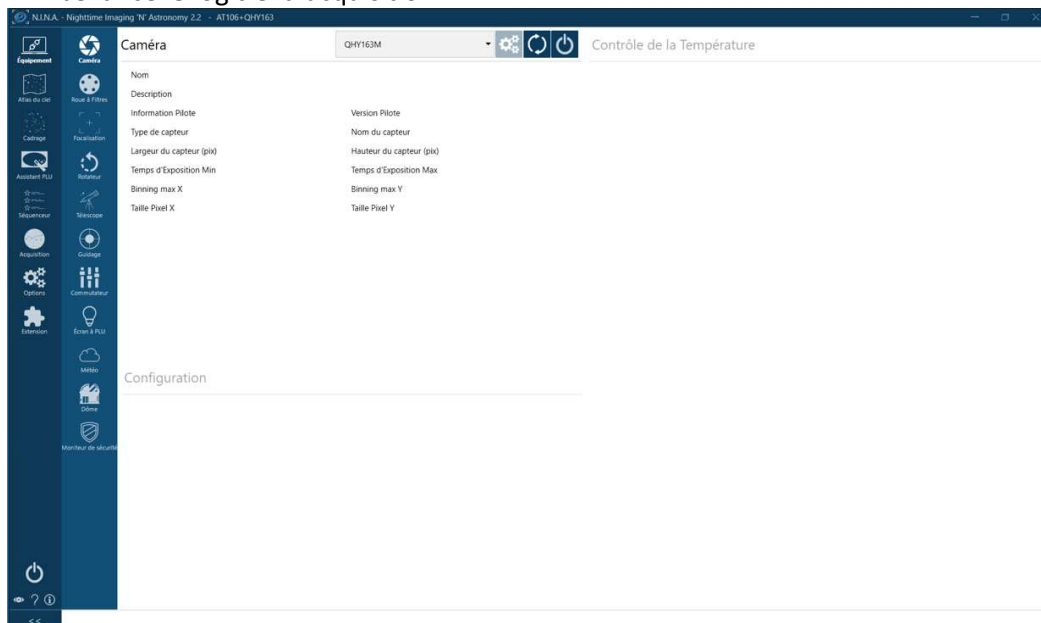 N.I.N.A. - Nighttime Imaging 'N' Astronomy 2.2 - AT106+QHY163
Équipement
Atlas du ciel
Cadrage
Assistant PLU
Séquenceur
Acquisition
Options
Extension
<<
Caméra
Roue à Filtres
Focalisation
Rotateur
Télescope
Guidage
Commutateur
Écran à PLU
Météo
Dôme
Moniteur de sécurité
Caméra
QHY163M
Contrôle de la Température
Nom
Description
Information Pilote Version Pilote
Type de capteur Nom du capteur
Largeur du capteur (pix) Hauteur du capteur (pix)
Temps d'Exposition Min Temps d'Exposition Max
Binning max X Binning max Y
Taille Pixel X Taille Pixel Y
Configuration